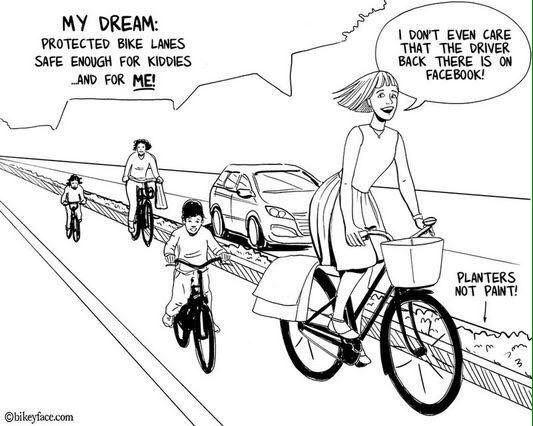 MY DREAM:
PROTECTED BIKE LANES
SAFE ENOUGH FOR KIDDIES
...AND FOR ME!
I DON'T EVEN CARE
THAT THE DRIVER
BACK THERE IS ON
FACEBOOK!
PLANTERS
NOT PAINT!
©bikeyface.com